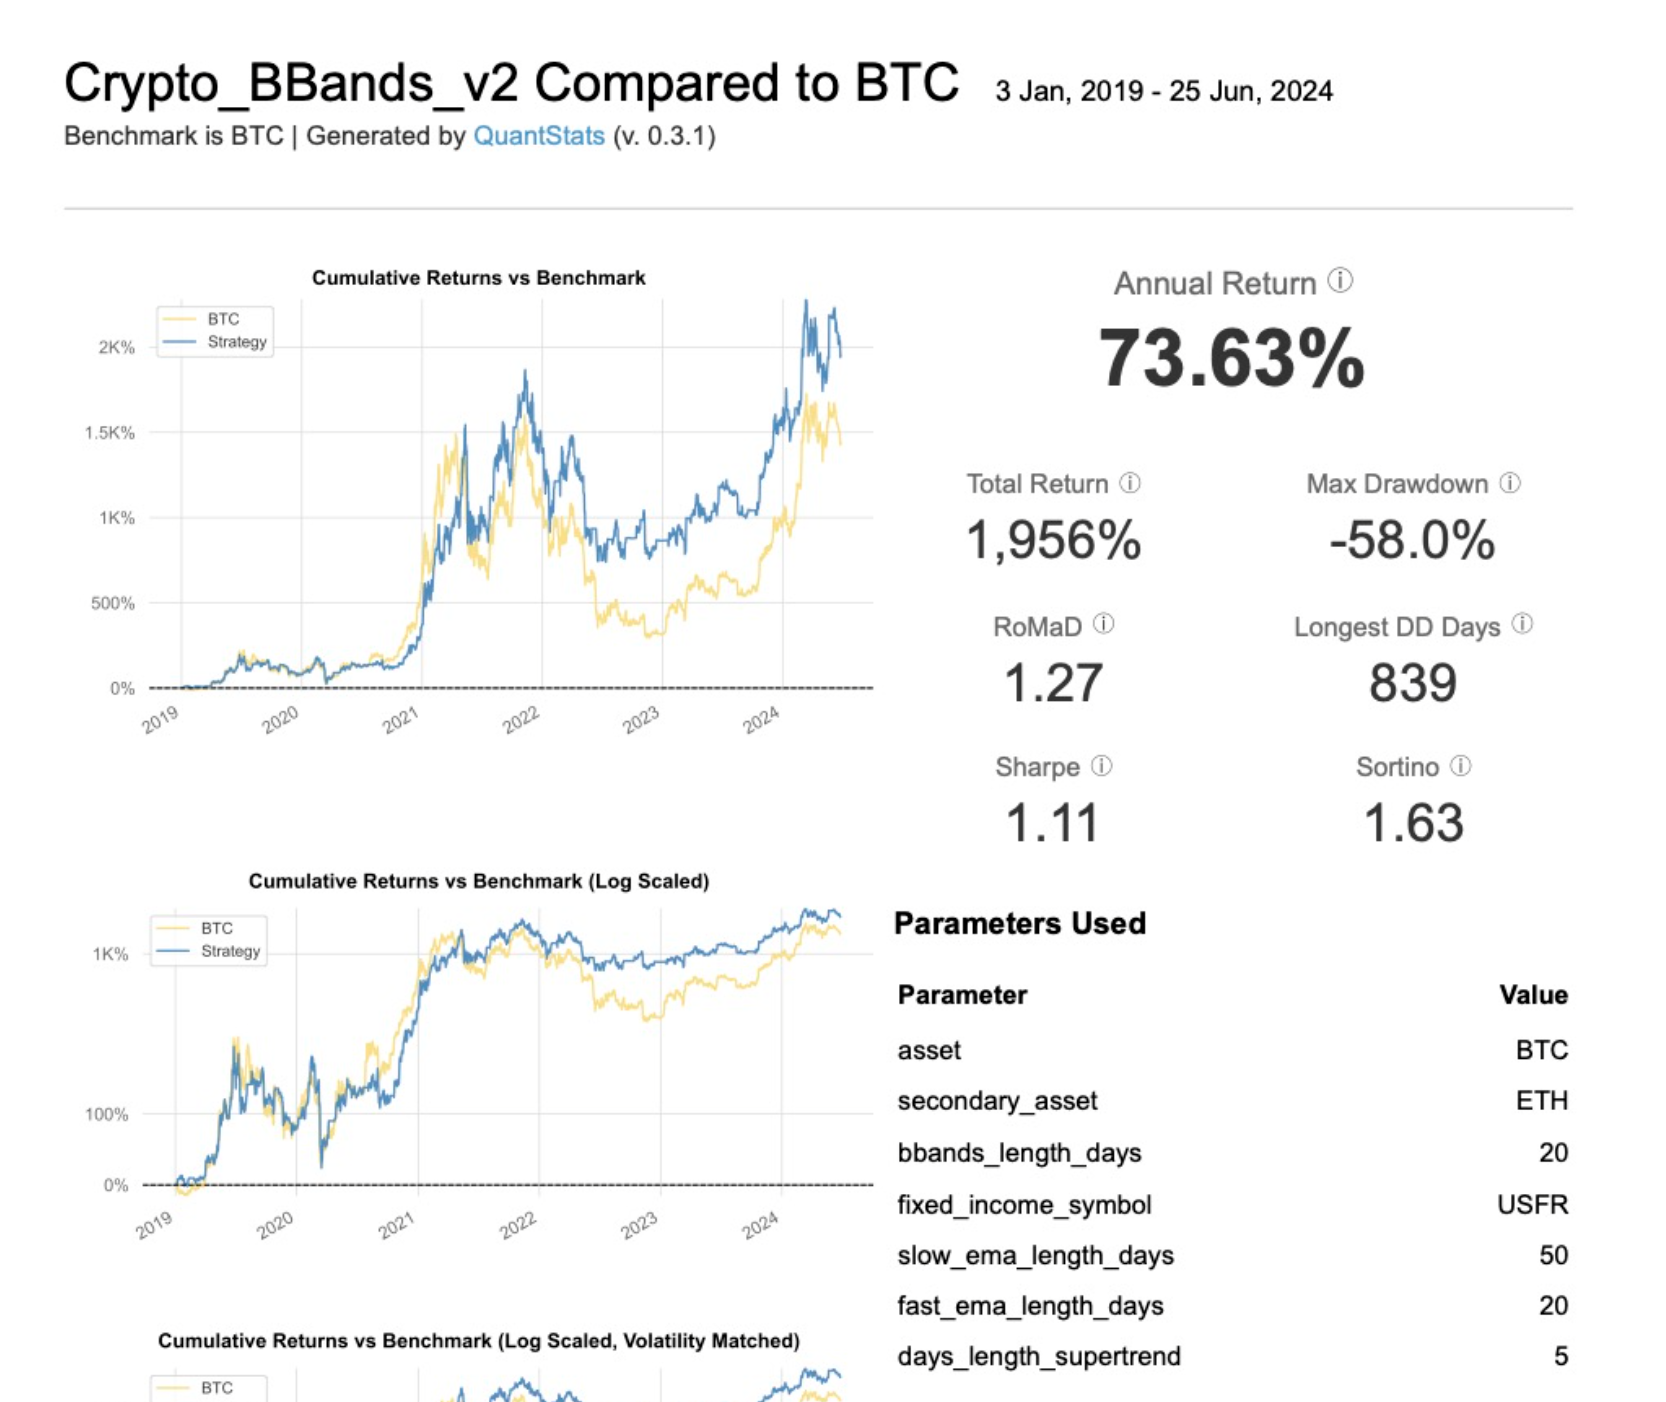 Crypto_BBands_v2 Compared to BTC 3 Jan, 2019 - 25 Jun, 2024
Benchmark is BTC | Generated by QuantStats (v. 0.3.1)
Cumulative Returns vs Benchmark
BTC
Strategy
2K%
1.5K%
1K%
500%
0%
2019 2020 2021 2022 2023 2024
Annual Return ⓘ
73.63%
Total Return ⓘ Max Drawdown ⓘ
1,956% -58.0%
RoMaD ⓘ Longest DD Days ⓘ
1.27 839
Sharpe ⓘ Sortino ⓘ
1.11 1.63
Cumulative Returns vs Benchmark (Log Scaled)
BTC
Strategy
1K%
100%
0%
2019 2020 2021 2022 2023 2024
Parameters Used
Parameter Value
asset BTC
secondary_asset ETH
bbands_length_days 20
fixed_income_symbol USFR
slow_ema_length_days 50
fast_ema_length_days 20
days_length_supertrend 5
Cumulative Returns vs Benchmark (Log Scaled, Volatility Matched)
BTC